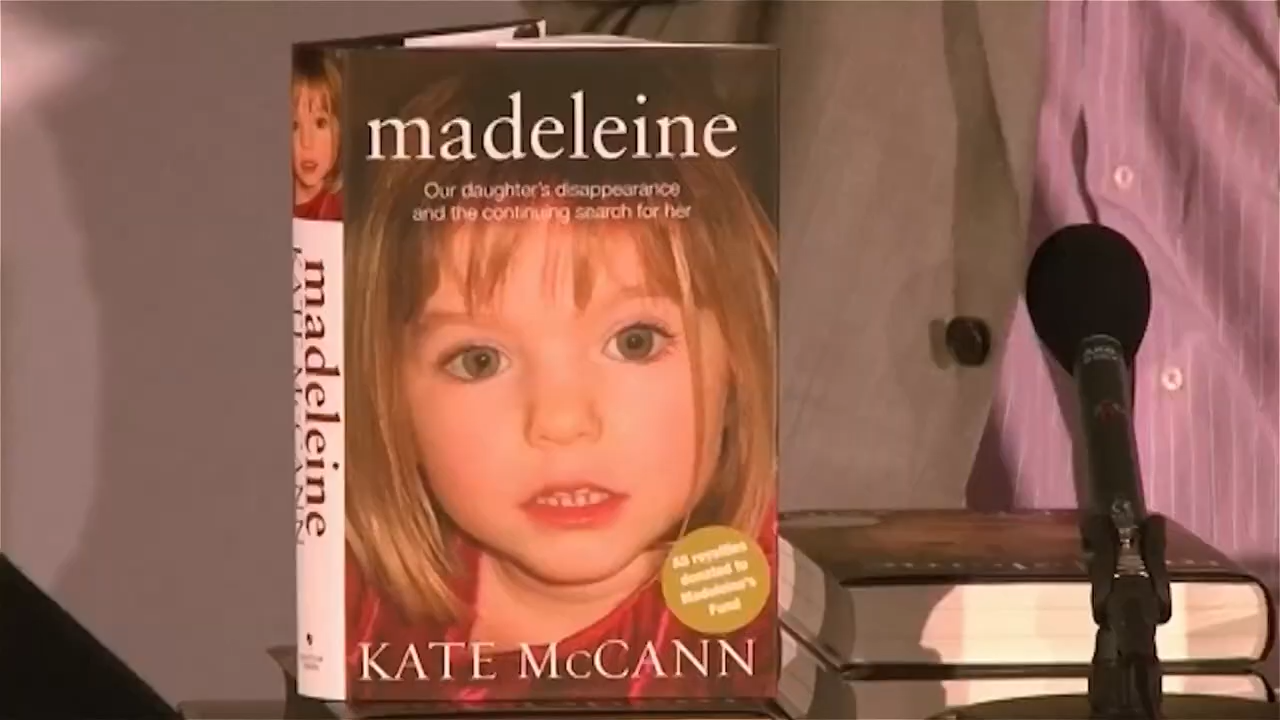 madeleine
Our daughter's disappearance
and the continuing search for her
All royalties
donated to
Madeleine's
Fund
KATE McCANN
madeleine
KATE McCANN
AKG